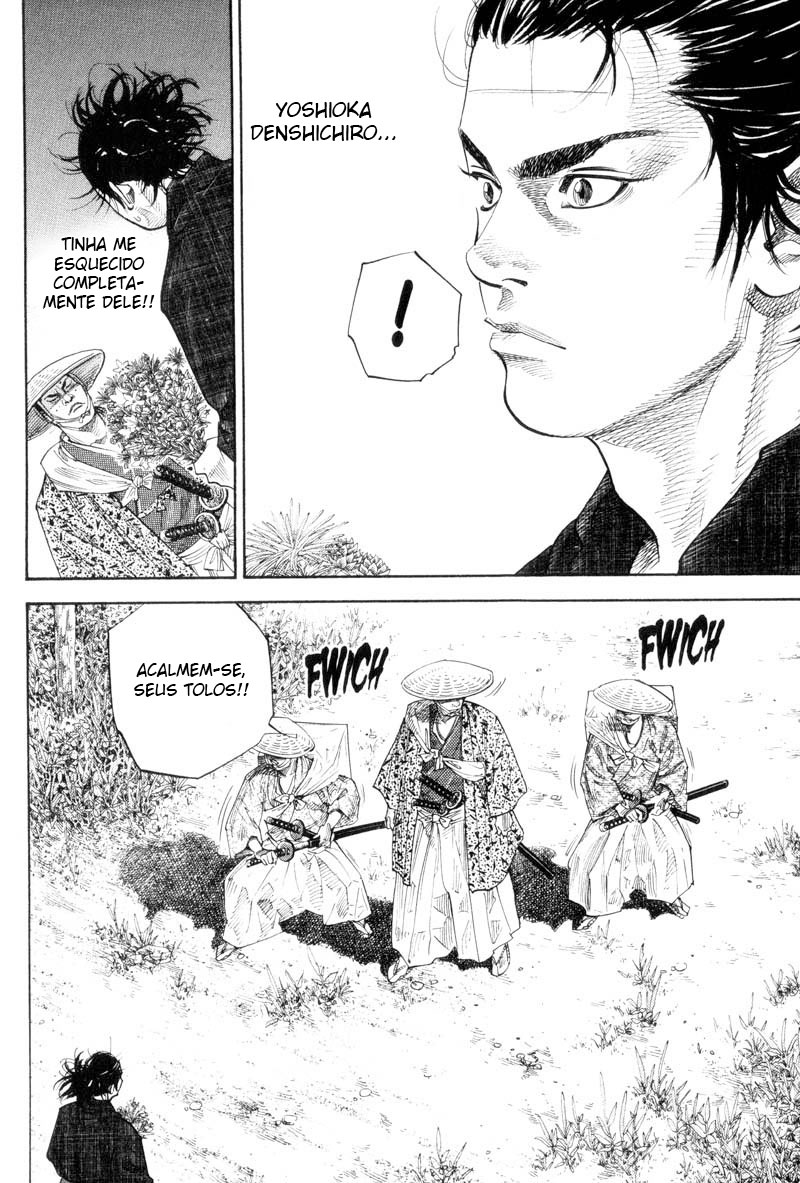 YOSHIOKA
DENSHICHIRO...
!
TINHA ME
ESQUECIDO
COMPLETA-
MENTE DELE!!
FWICH
FWICH
ACALMEM-SE,
SEUS TOLOS!!